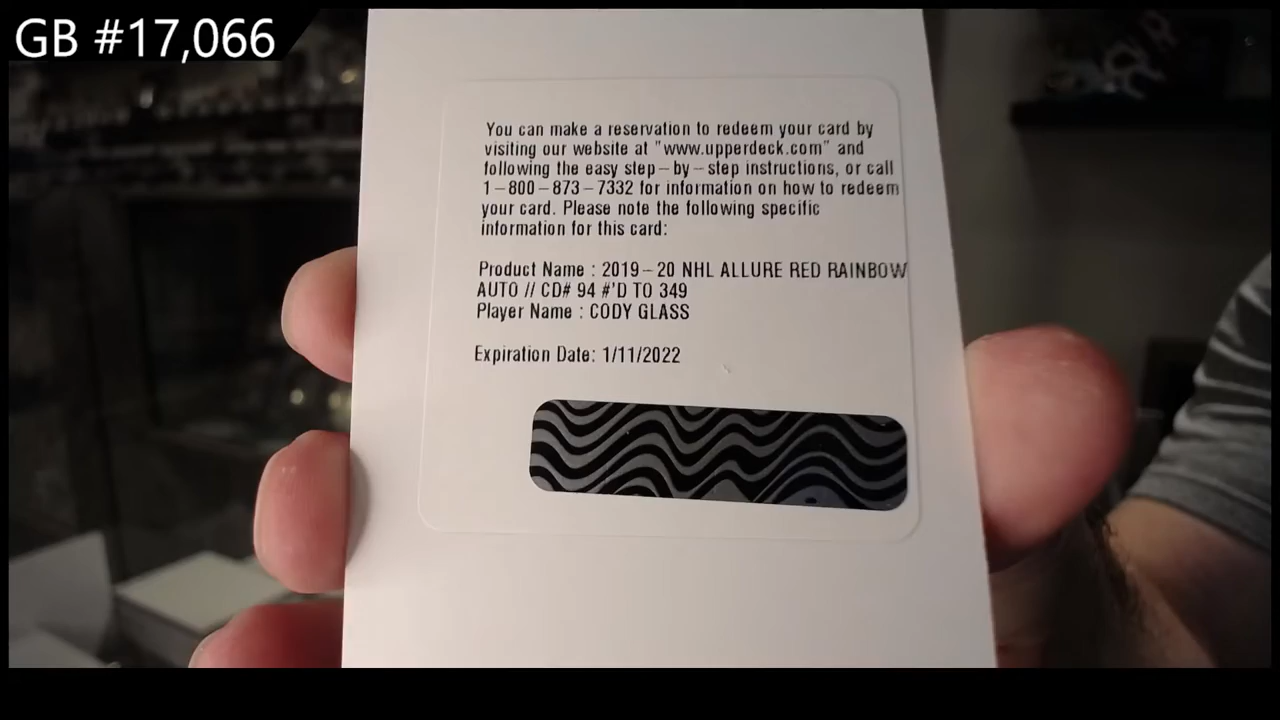 GB #17,066
You can make a reservation to redeem your card by
visiting our website at "www.upperdeck.com" and
following the easy step-by-step instructions, or call
1-800-873-7332 for information on how to redeem
your card. Please note the following specific
information for this card:
Product Name : 2019-20 NHL ALLURE RED RAINBOW
AUTO // CD# 94 #'D TO 349
Player Name : CODY GLASS
Expiration Date: 1/11/2022